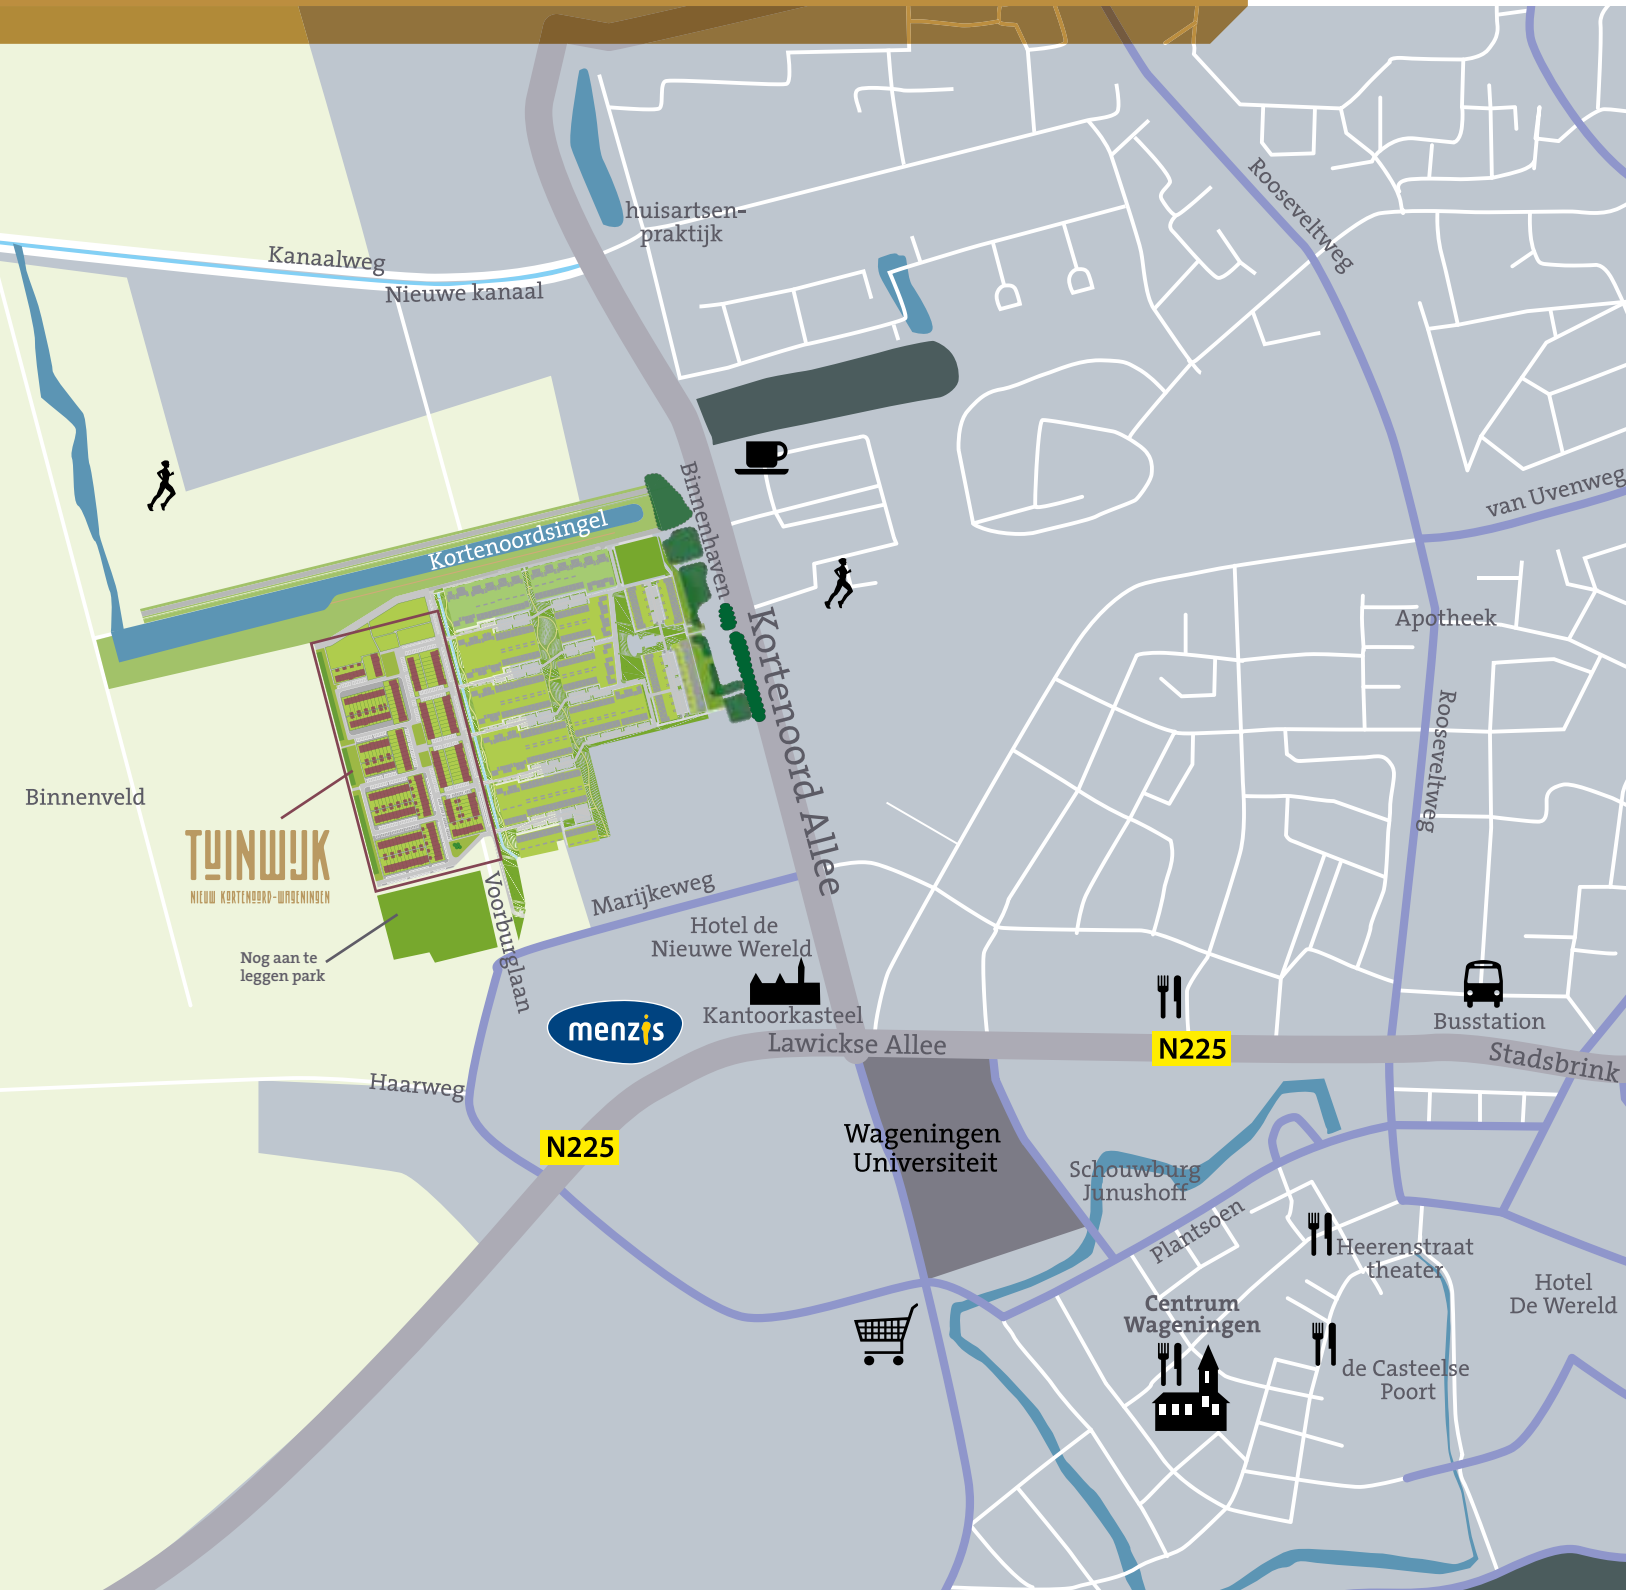 Rooseveltweg
huisartsen-
praktijk
Kanaalweg
Nieuwe kanaal
van Uvenweg
Kortenoordsingel
Binnenhaven
Apotheek
Kortenoord Allee
Rooseveltweg
Binnenveld
TUINWIJK
NIEUW KORTENOORD-WAGENINGEN
Voorburglaan
Marijkeweg
Hotel de
Nieuwe Wereld
Nog aan te
leggen park
menzis
Kantoorkasteel
Lawickse Allee
N225
Busstation
Stadsbrink
Haarweg
N225
Wageningen
Universiteit
Schouwburg
Junushoff
Plantsoen
Heerenstraat
theater
Hotel
De Wereld
Centrum
Wageningen
de Casteelse
Poort